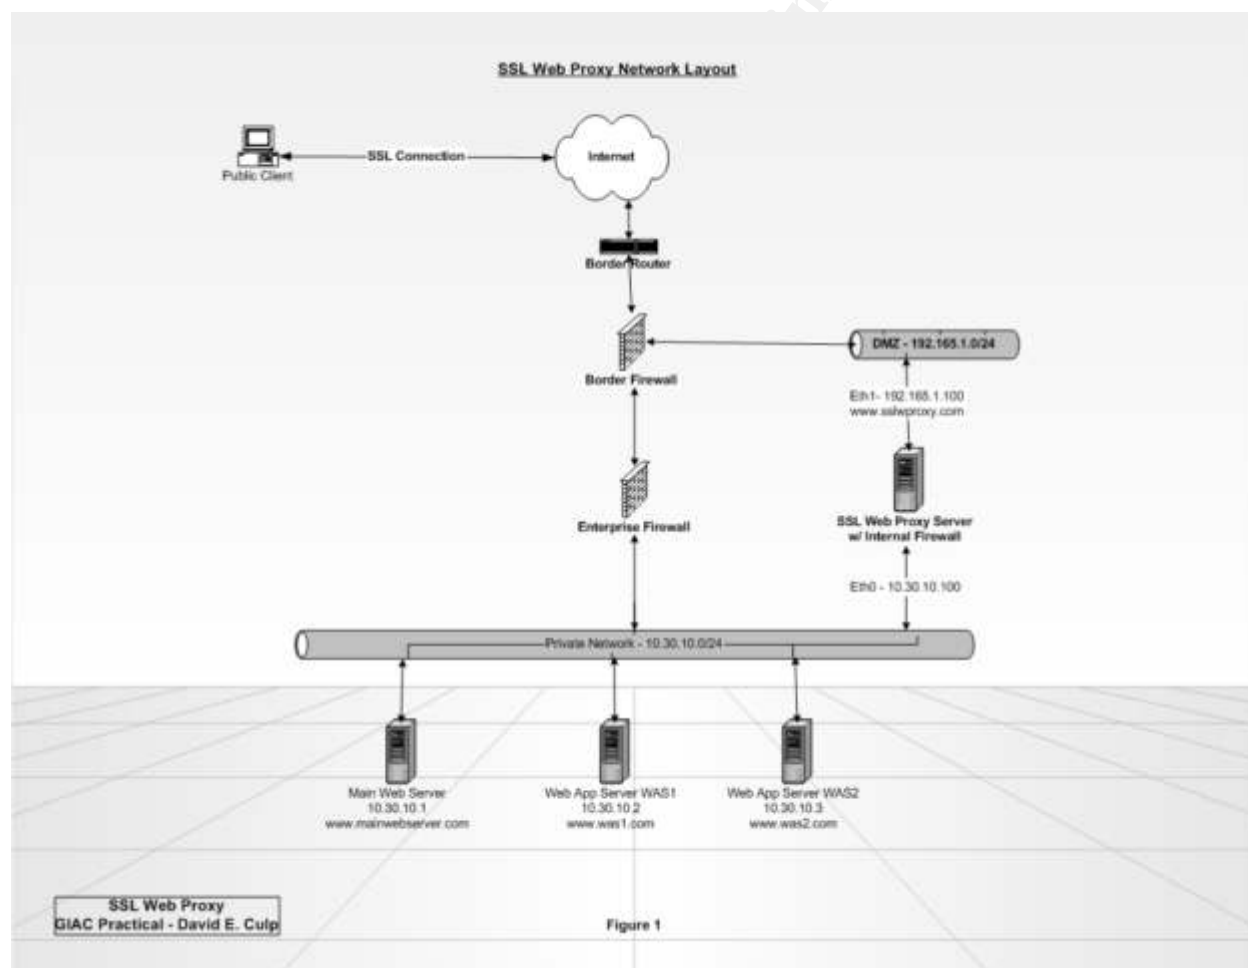 SSL Web Proxy Network Layout
SSL Connection
Internet
Public Client
Border Router
DMZ - 192.165.1.0/24
Border Firewall
Eth1- 192.165.1.100
www.sslwproxy.com
Enterprise Firewall
SSL Web Proxy Server
w/ Internal Firewall
Eth0 - 10.30.10.100
Private Network - 10.30.10.0/24
Main Web Server
10.30.10.1
www.mainwebserver.com
Web App Server WAS1
10.30.10.2
www.was1.com
Web App Server WAS2
10.30.10.3
www.was2.com
SSL Web Proxy
GIAC Practical - David E. Culp
Figure 1